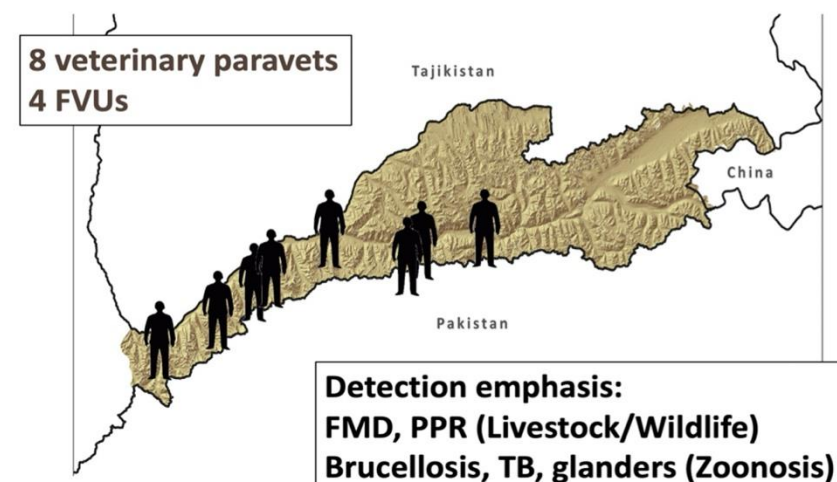 8 veterinary paravets
4 FVUs
Tajikistan
China
Pakistan
Detection emphasis:
FMD, PPR (Livestock/Wildlife)
Brucellosis, TB, glanders (Zoonosis)